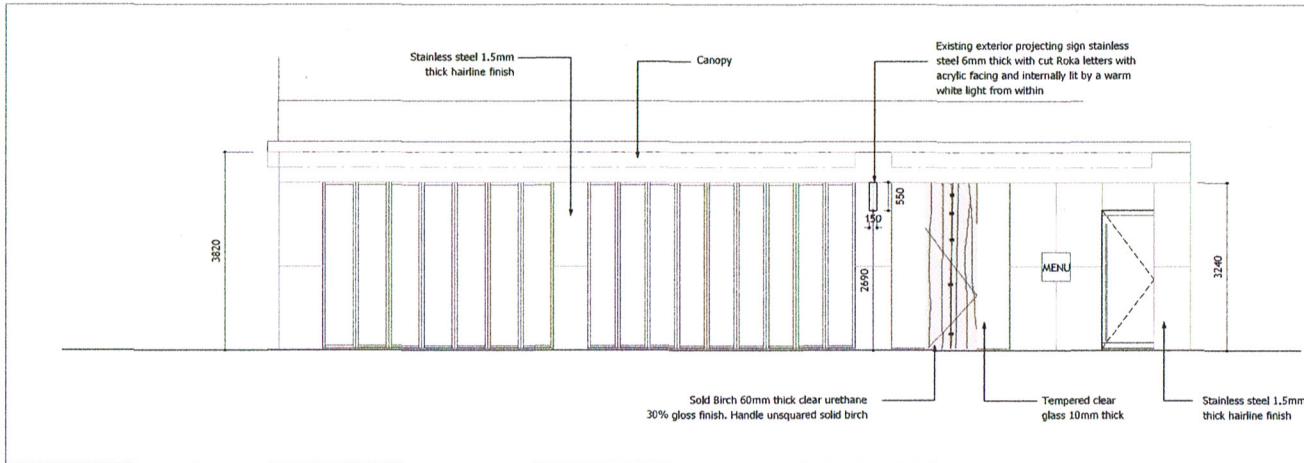 Stainless steel 1.5mm
thick hairline finish
Canopy
Existing exterior projecting sign stainless
steel 6mm thick with cut Roka letters with
acrylic facing and internally lit by a warm
white light from within
3820
550
150
2690
MENU
3240
Sold Birch 60mm thick clear urethane
30% gloss finish. Handle unsquared solid birch
Tempered clear
glass 10mm thick
Stainless steel 1.5mm
thick hairline finish